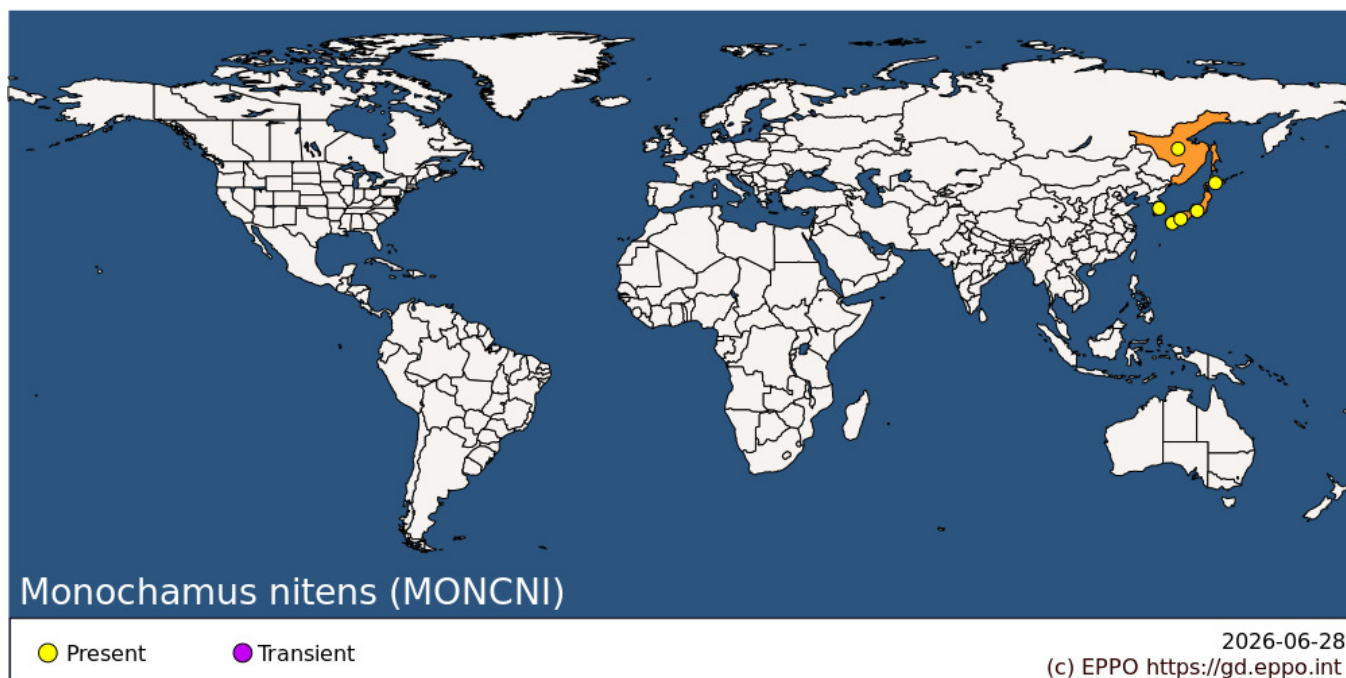 Monochamus nitens (MONCNI)
Present
Transient
2026-06-28
(c) EPPO https://gd.eppo.int